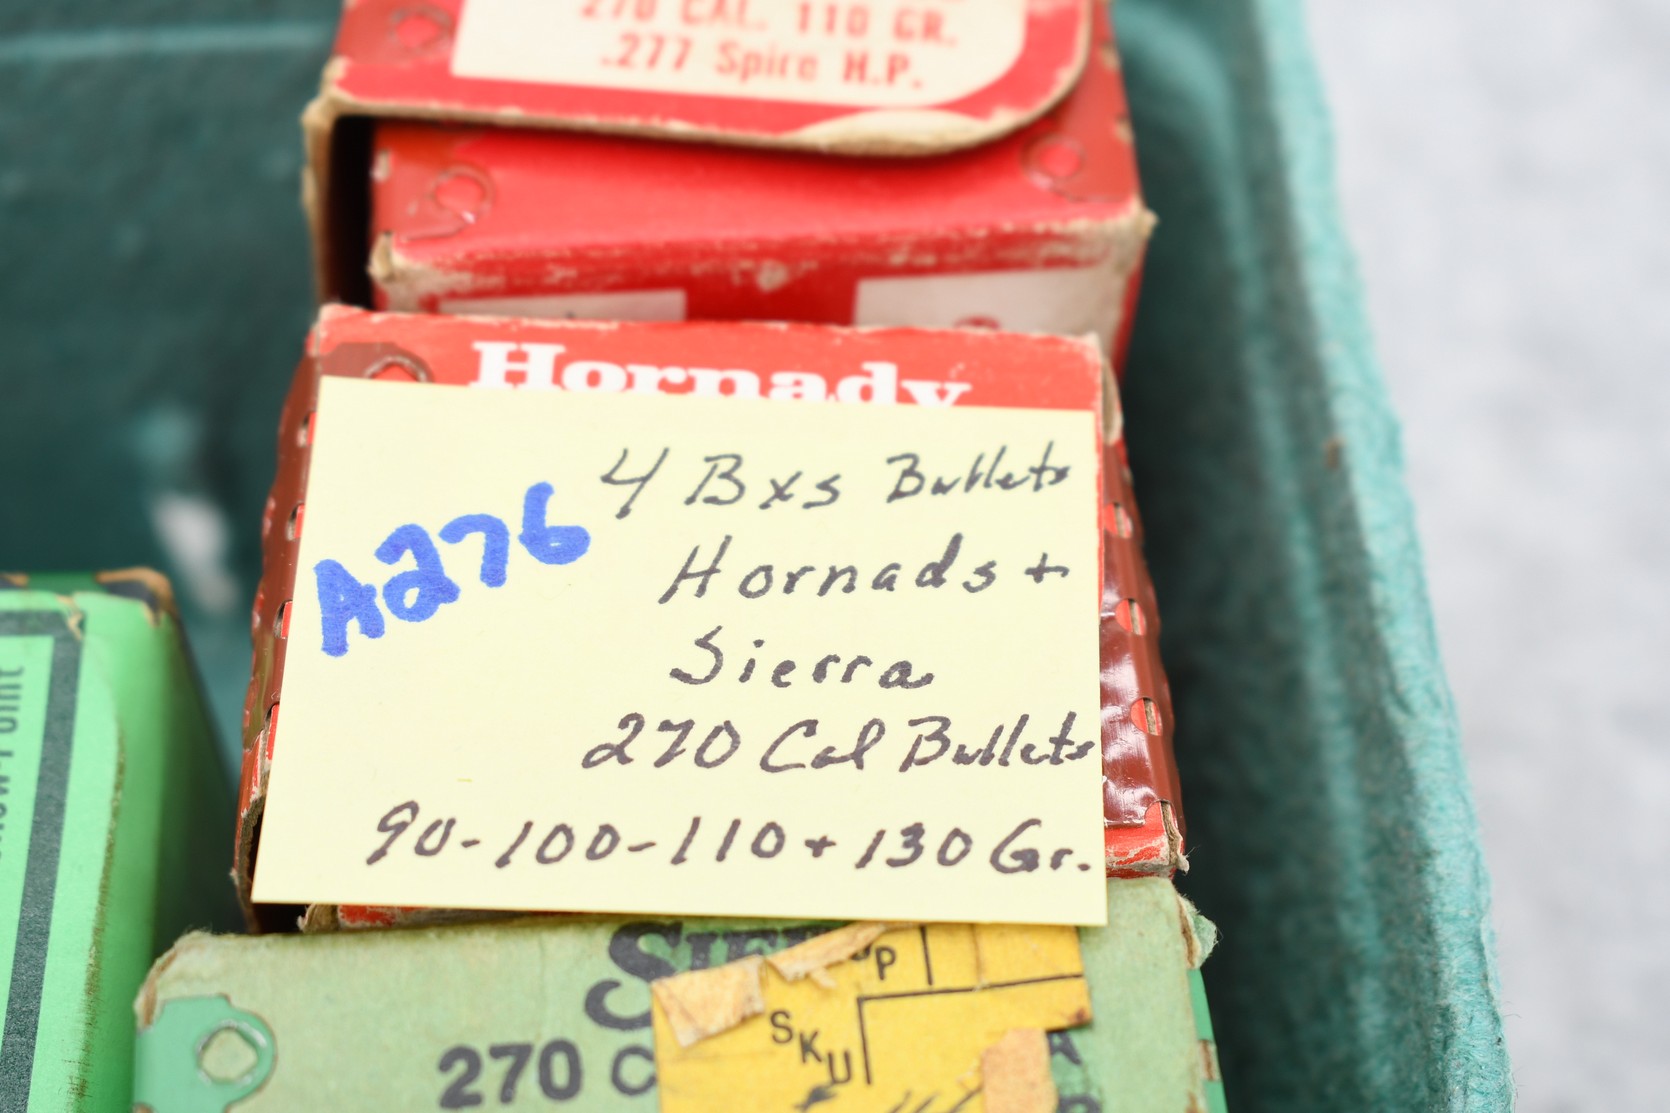 270 CAL. 110 GR.
.277 Spire H.P.
Hornady
A276
4 Bxs Bullets
Hornads +
Sierra
270 Cal Bullets
90-100-110 + 130 Gr.
270 C
SKU
Point